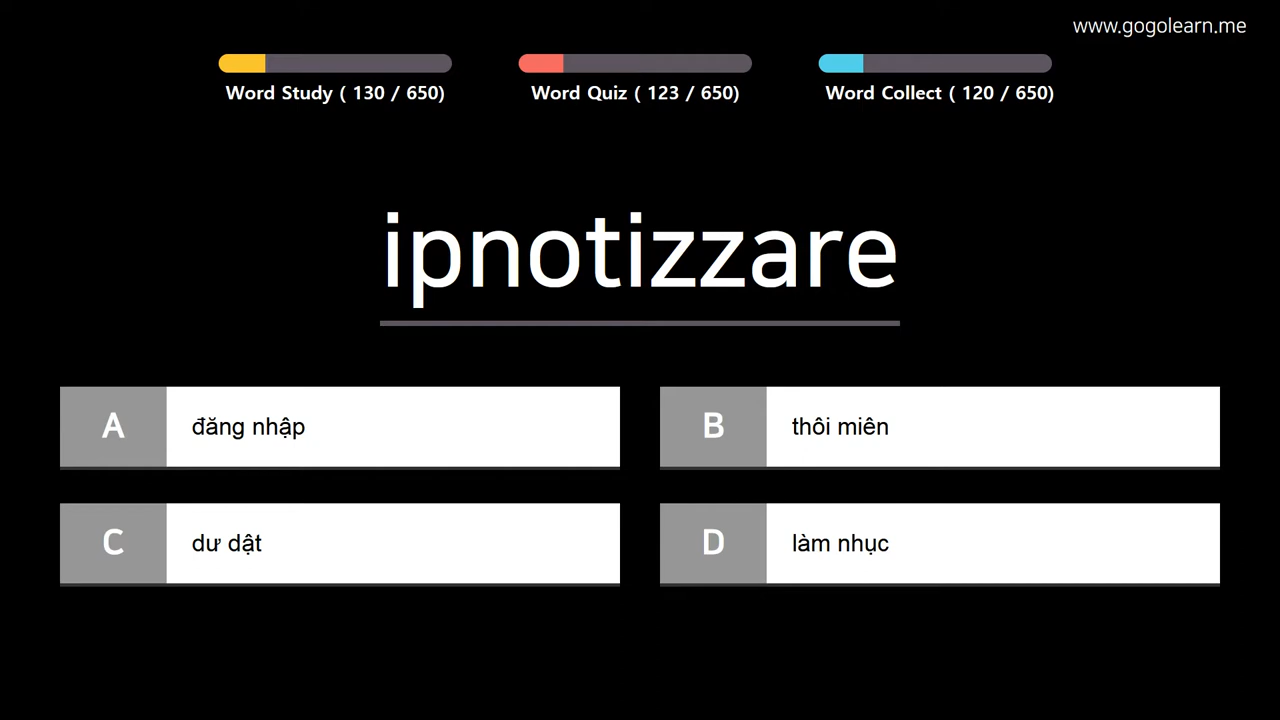 www.gogolearn.me
Word Study ( 130 / 650)
Word Quiz ( 123 / 650)
Word Collect ( 120 / 650)
ipnotizzare
A đăng nhập
B thôi miên
C dư dật
D làm nhục